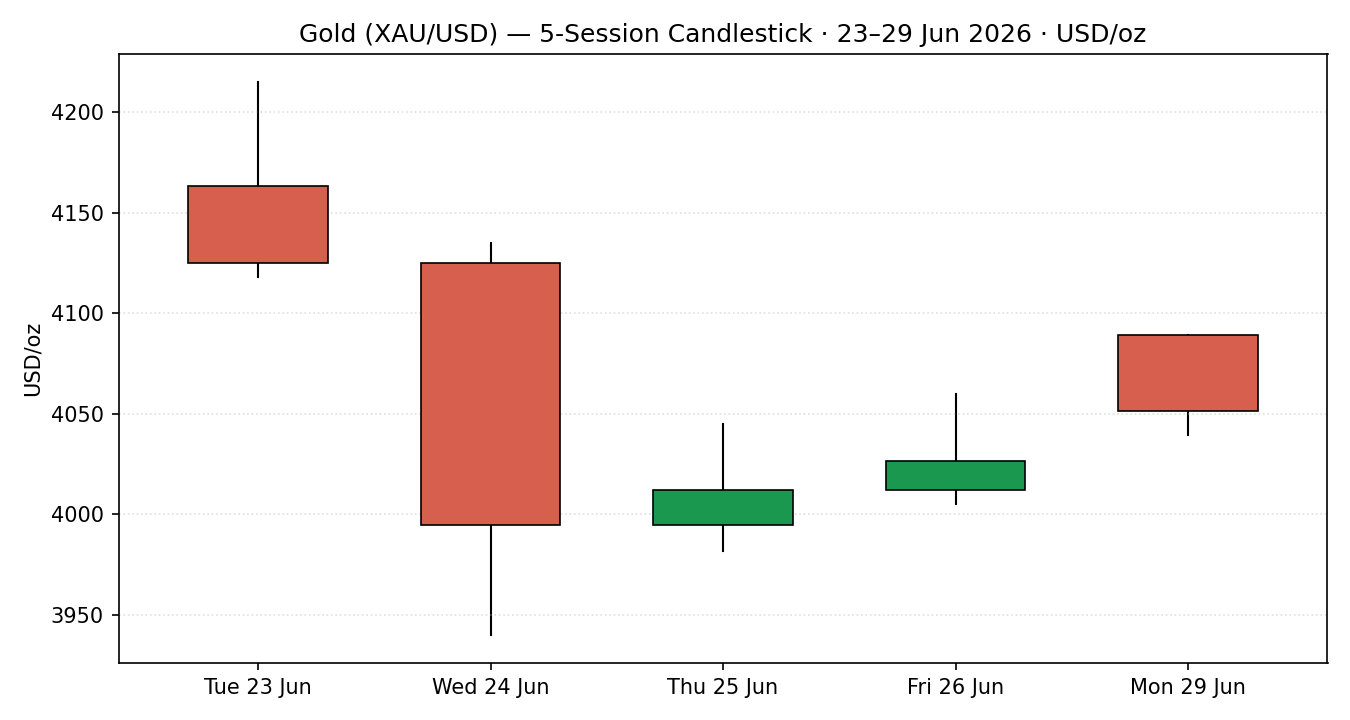 Gold (XAU/USD) — 5-Session Candlestick · 23–29 Jun 2026 · USD/oz
USD/oz
4200
4150
4100
4050
4000
3950
Tue 23 Jun
Wed 24 Jun
Thu 25 Jun
Fri 26 Jun
Mon 29 Jun